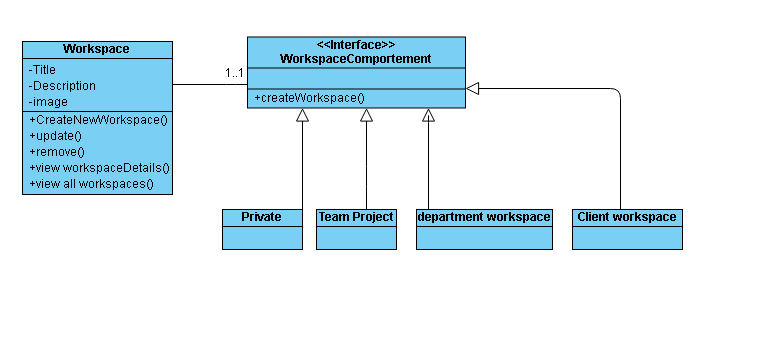 Workspace
-Title
-Description
-image
+CreateNewWorkspace()
+update()
+remove()
+view workspaceDetails()
+view all workspaces()
1..1
<<Interface>>
WorkspaceComportement
+createWorkspace()
Private
Team Project
department workspace
Client workspace